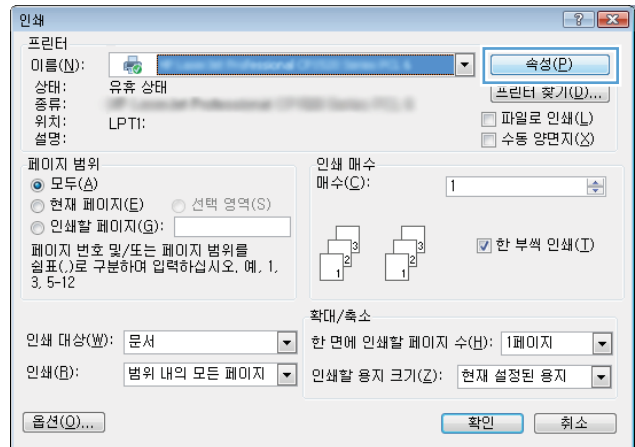 인쇄
프린터
이름(N):
속성(P)
상태: 유휴 상태
프린터 찾기(D)...
종류:
위치: LPT1:
파일로 인쇄(L)
설명:
수동 양면지(X)
페이지 범위
모두(A)
현재 페이지(E) 선택 영역(S)
인쇄할 페이지(G):
페이지 번호 및/또는 페이지 범위를
쉼표(,)로 구분하여 입력하십시오. 예, 1,
3, 5-12
인쇄 매수
매수(C): 1
1 2 3
1 2 3
한 부씩 인쇄(T)
인쇄 대상(W): 문서
인쇄(R): 범위 내의 모든 페이지
확대/축소
한 면에 인쇄할 페이지 수(H): 1페이지
인쇄할 용지 크기(Z): 현재 설정된 용지
옵션(O)...
확인 취소